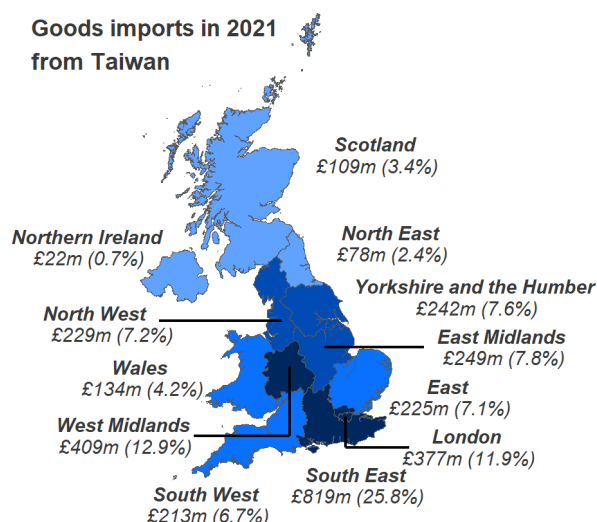 Goods imports in 2021
from Taiwan
Scotland
£109m (3.4%)
Northern Ireland
£22m (0.7%)
North East
£78m (2.4%)
Yorkshire and the Humber
£242m (7.6%)
North West
£229m (7.2%)
East Midlands
£249m (7.8%)
Wales
£134m (4.2%)
East
£225m (7.1%)
West Midlands
£409m (12.9%)
London
£377m (11.9%)
South East
£819m (25.8%)
South West
£213m (6.7%)